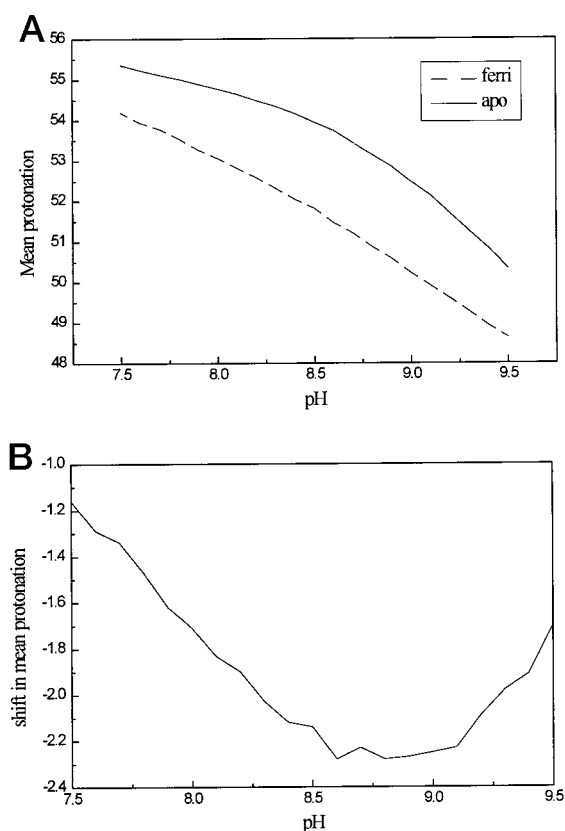 A
56
55
54
53
52
51
50
49
48
Mean protonation
ferri
apo
7.5 8.0 8.5 9.0 9.5
pH
B
-1.0
-1.2
-1.4
-1.6
-1.8
-2.0
-2.2
-2.4
shift in mean protonation
7.5 8.0 8.5 9.0 9.5
pH